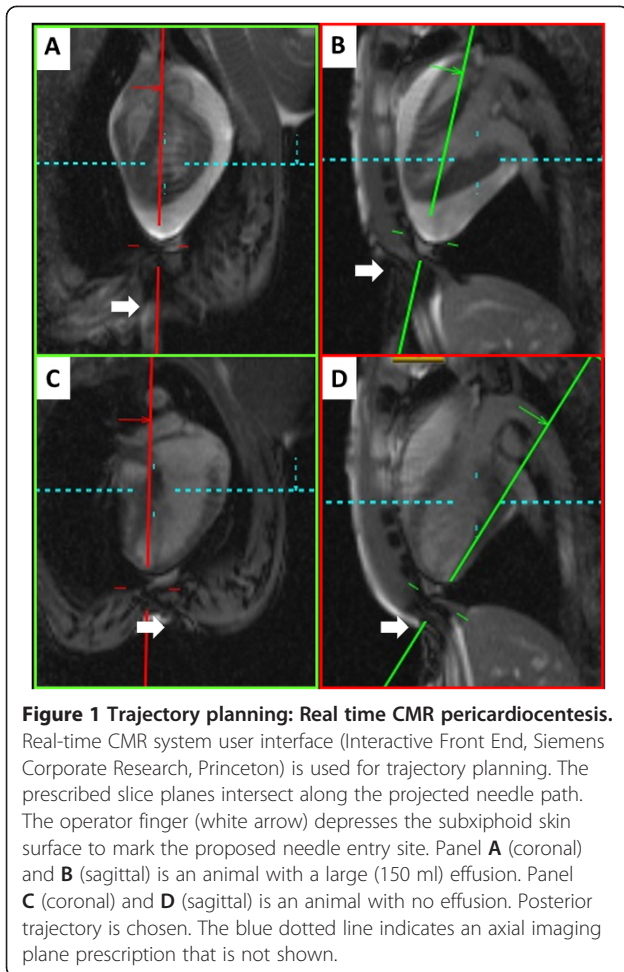 A
B
C
D
Figure 1 Trajectory planning: Real time CMR pericardiocentesis.
Real-time CMR system user interface (Interactive Front End, Siemens
Corporate Research, Princeton) is used for trajectory planning. The
prescribed slice planes intersect along the projected needle path.
The operator finger (white arrow) depresses the subxiphoid skin
surface to mark the proposed needle entry site. Panel A (coronal)
and B (sagittal) is an animal with a large (150 ml) effusion. Panel
C (coronal) and D (sagittal) is an animal with no effusion. Posterior
trajectory is chosen. The blue dotted line indicates an axial imaging
plane prescription that is not shown.